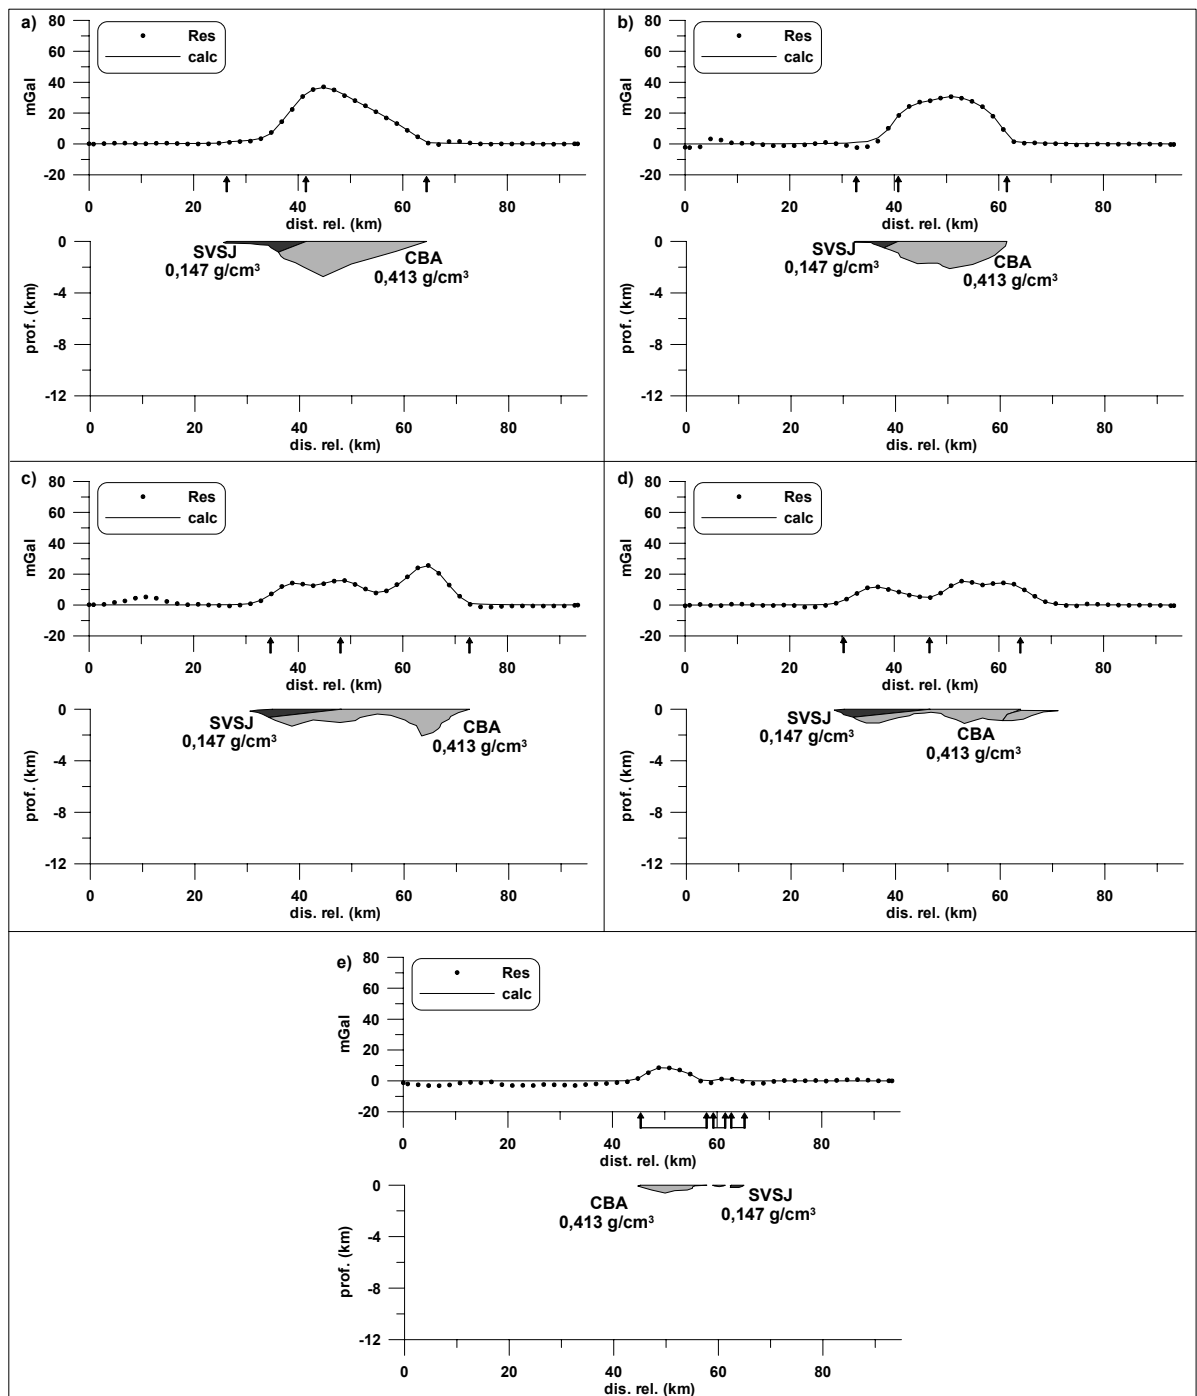 a)
Res
calc
80
60
40
20
0
-20
mGal
0 20 40 60 80
dist. rel. (km)
0
-4
-8
-12
prof. (km)
SVSJ
0,147 g/cm³
CBA
0,413 g/cm³
0 20 40 60 80
dis. rel. (km)
b)
Res
calc
80
60
40
20
0
-20
mGal
0 20 40 60 80
dist. rel. (km)
0
-4
-8
-12
prof. (km)
SVSJ
0,147 g/cm³
CBA
0,413 g/cm³
0 20 40 60 80
dis. rel. (km)
c)
Res
calc
80
60
40
20
0
-20
mGal
0 20 40 60 80
dist. rel. (km)
0
-4
-8
-12
prof. (km)
SVSJ
0,147 g/cm³
CBA
0,413 g/cm³
0 20 40 60 80
dis. rel. (km)
d)
Res
calc
80
60
40
20
0
-20
mGal
0 20 40 60 80
dist. rel. (km)
0
-4
-8
-12
prof. (km)
SVSJ
0,147 g/cm³
CBA
0,413 g/cm³
0 20 40 60 80
dis. rel. (km)
e)
Res
calc
80
60
40
20
0
-20
mGal
0 20 40 60 80
dist. rel. (km)
0
-4
-8
-12
prof. (km)
CBA
0,413 g/cm³
SVSJ
0,147 g/cm³
0 20 40 60 80
dis. rel. (km)